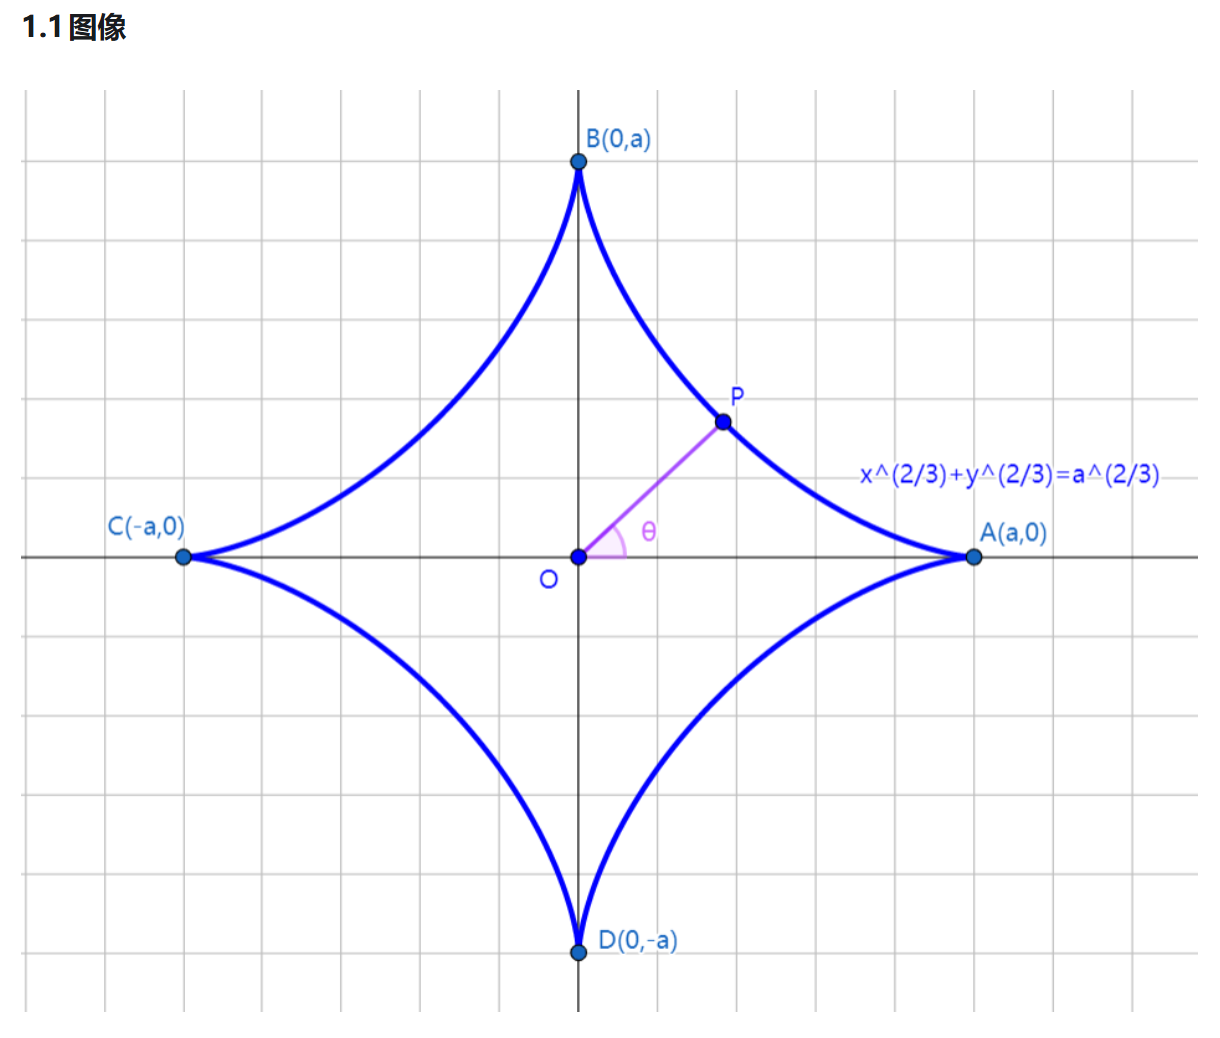 1.1图像
B(0,a)
P
x^(2/3)+y^(2/3)=a^(2/3)
C(-a,0)
θ
A(a,0)
O
D(0,-a)